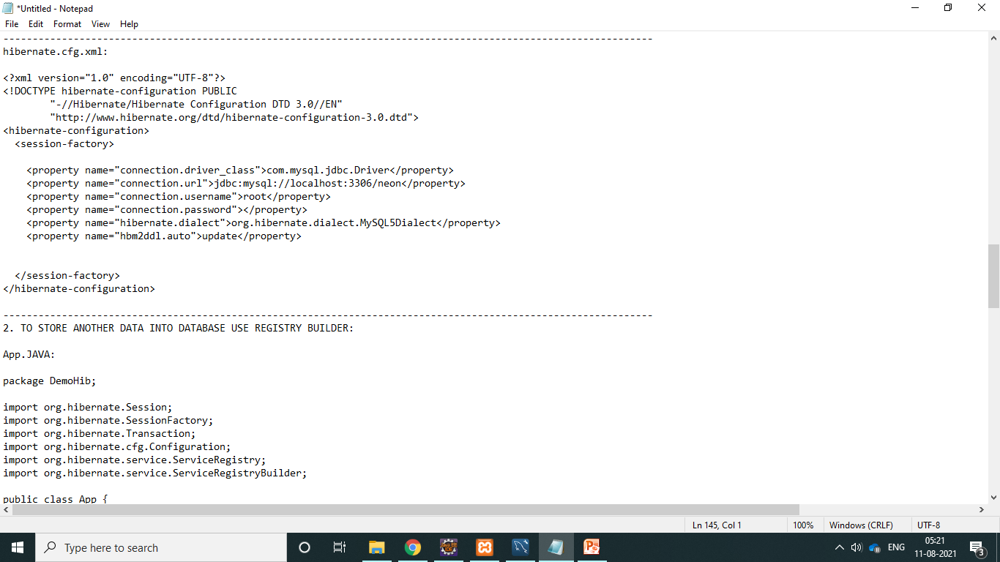 *Untitled - Notepad
File Edit Format View Help
---------------------------------------------------------------------------------------------------------------
hibernate.cfg.xml:
<?xml version="1.0" encoding="UTF-8"?>
<!DOCTYPE hibernate-configuration PUBLIC
        "-//Hibernate/Hibernate Configuration DTD 3.0//EN"
        "http://www.hibernate.org/dtd/hibernate-configuration-3.0.dtd">
<hibernate-configuration>
  <session-factory>
    <property name="connection.driver_class">com.mysql.jdbc.Driver</property>
    <property name="connection.url">jdbc:mysql://localhost:3306/neon</property>
    <property name="connection.username">root</property>
    <property name="connection.password"></property>
    <property name="hibernate.dialect">org.hibernate.dialect.MySQL5Dialect</property>
    <property name="hbm2ddl.auto">update</property>
  </session-factory>
</hibernate-configuration>
---------------------------------------------------------------------------------------------------------------
2. TO STORE ANOTHER DATA INTO DATABASE USE REGISTRY BUILDER:
App.JAVA:
package DemoHib;
import org.hibernate.Session;
import org.hibernate.SessionFactory;
import org.hibernate.Transaction;
import org.hibernate.cfg.Configuration;
import org.hibernate.service.ServiceRegistry;
import org.hibernate.service.ServiceRegistryBuilder;
public class App {
Ln 145, Col 1 100% Windows (CRLF) UTF-8
Type here to search
ENG
05:21
11-08-2021
3